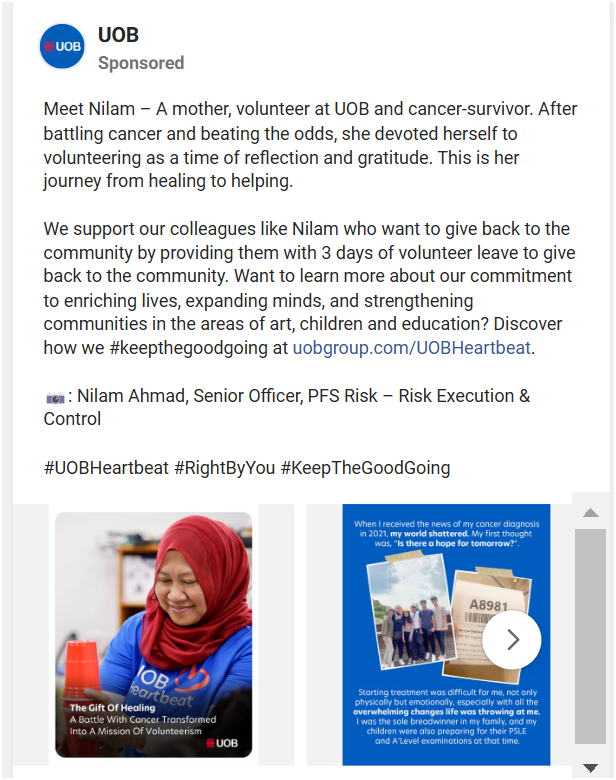 UOB
UOB
Sponsored
Meet Nilam – A mother, volunteer at UOB and cancer-survivor. After
battling cancer and beating the odds, she devoted herself to
volunteering as a time of reflection and gratitude. This is her
journey from healing to helping.
We support our colleagues like Nilam who want to give back to the
community by providing them with 3 days of volunteer leave to give
back to the community. Want to learn more about our commitment
to enriching lives, expanding minds, and strengthening
communities in the areas of art, children and education? Discover
how we #keepthegoodgoing at uobgroup.com/UOBHeartbeat.
: Nilam Ahmad, Senior Officer, PFS Risk – Risk Execution &
Control
#UOBHeartbeat #RightByYou #KeepTheGoodGoing
UOB
heartbeat
The Gift Of Healing
A Battle With Cancer Transformed
Into A Mission Of Volunteerism
UOB
When I received the news of my cancer diagnosis
in 2021, my world shattered. My first thought
was, "Is there a hope for tomorrow?".
A8981
Starting treatment was difficult for me, not only
physically but emotionally, especially with all the
overwhelming changes life was throwing at me.
I was the sole breadwinner in my family, and my
children were also preparing for their PSLE
and A'Level examinations at that time.